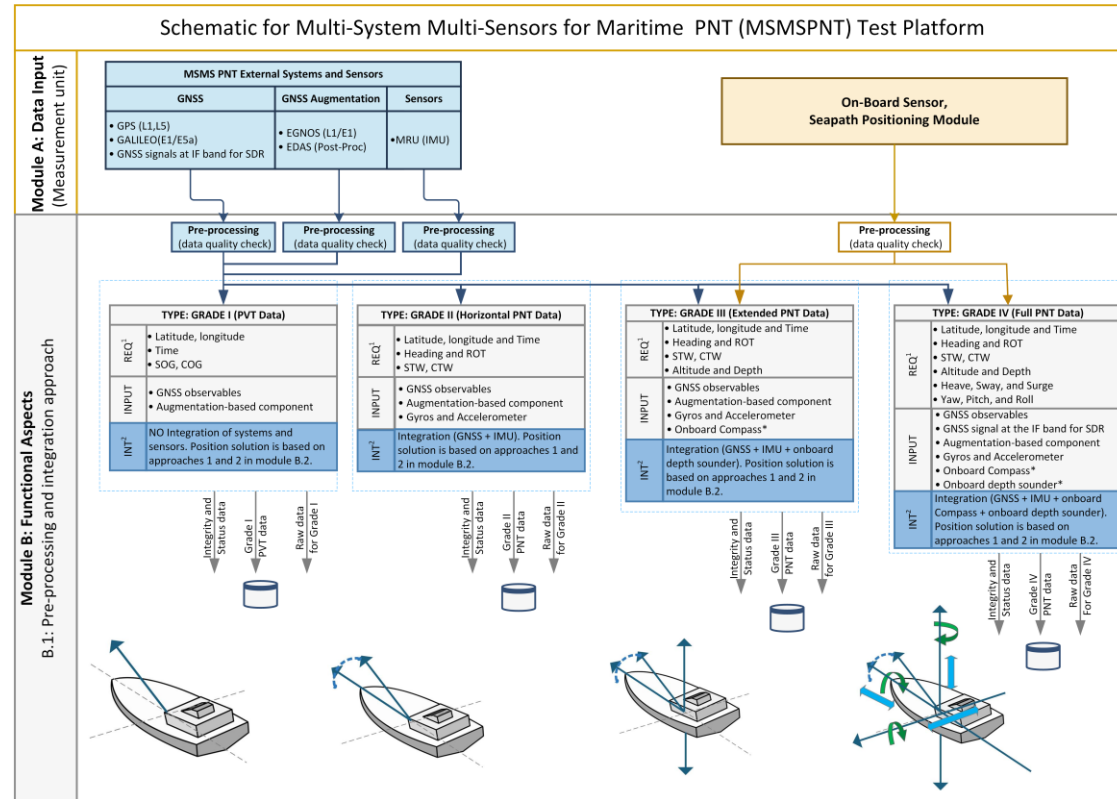 Schematic for Multi-System Multi-Sensors for Maritime PNT (MSMSPNT) Test Platform
Module A: Data Input
(Measurement unit)
MSMS PNT External Systems and Sensors
GNSS
GNSS Augmentation
Sensors
• GPS (L1,L5)
• GALILEO(E1/E5a)
• GNSS signals at IF band for SDR
• EGNOS (L1/E1)
• EDAS (Post-Proc)
•MRU (IMU)
On-Board Sensor,
Seapath Positioning Module
Module B: Functional Aspects
B.1: Pre-processing and integration approach
Pre-processing
(data quality check)
Pre-processing
(data quality check)
Pre-processing
(data quality check)
Pre-processing
(data quality check)
TYPE: GRADE I (PVT Data)
REQ¹
• Latitude, longitude
• Time
• SOG, COG
INPUT
• GNSS observables
• Augmentation-based component
INT²
NO Integration of systems and
sensors. Position solution is based on
approaches 1 and 2 in module B.2.
Integrity and
Status data
Grade I
PVT data
Raw data
for Grade I
TYPE: GRADE II (Horizontal PNT Data)
REQ¹
• Latitude, longitude and Time
• Heading and ROT
• STW, CTW
INPUT
• GNSS observables
• Augmentation-based component
• Gyros and Accelerometer
INT²
Integration (GNSS + IMU). Position
solution is based on approaches 1 and
2 in module B.2.
Integrity and
Status data
Grade II
PNT data
Raw data
for Grade II
TYPE: GRADE III (Extended PNT Data)
REQ¹
• Latitude, longitude and Time
• Heading and ROT
• STW, CTW
• Altitude and Depth
INPUT
• GNSS observables
• Augmentation-based component
• Gyros and Accelerometer
• Onboard Compass*
INT²
Integration (GNSS + IMU + onboard
depth sounder). Position solution is
based on approaches 1 and 2 in
module B.2.
Integrity and
Status data
Grade III
PNT data
Raw data
for Grade III
TYPE: GRADE IV (Full PNT Data)
REQ¹
• Latitude, longitude and Time
• Heading and ROT
• STW, CTW
• Altitude and Depth
• Heave, Sway, and Surge
• Yaw, Pitch, and Roll
INPUT
• GNSS observables
• GNSS signal at the IF band for SDR
• Augmentation-based component
• Gyros and Accelerometer
• Onboard Compass*
• Onboard depth sounder*
INT²
Integration (GNSS + IMU + onboard
Compass + onboard depth sounder).
Position solution is based on
approaches 1 and 2 in module B.2.
Integrity and
Status data
Grade IV
PNT data
Raw data
For Grade IV